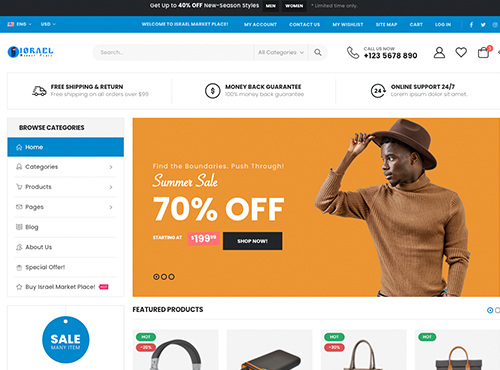 Get Up to 40% OFF New-Season Styles MEN WOMEN * Limited time only.
ENG USD WELCOME TO ISRAEL MARKET PLACE! MY ACCOUNT CONTACT US MY WISHLIST SITE MAP CART LOG IN
ISRAEL
Market Place
Search... All Categories
CALL US NOW
+123 5678 890
FREE SHIPPING & RETURN
Free shipping on all orders over $99
MONEY BACK GUARANTEE
100% money back guarantee
24
ONLINE SUPPORT 24/7
Lorem ipsum dolor sit amet.
BROWSE CATEGORIES
Home
Categories
Products
Pages
Blog
About Us
Special Offer!
Buy Israel Market Place! HOT
Find the Boundaries. Push Through!
Summer Sale
70% OFF
STARTING AT $199.99 SHOP NOW!
SALE
MANY ITEM
FEATURED PRODUCTS
HOT
-20%
HOT
HOT
-30%
HOT